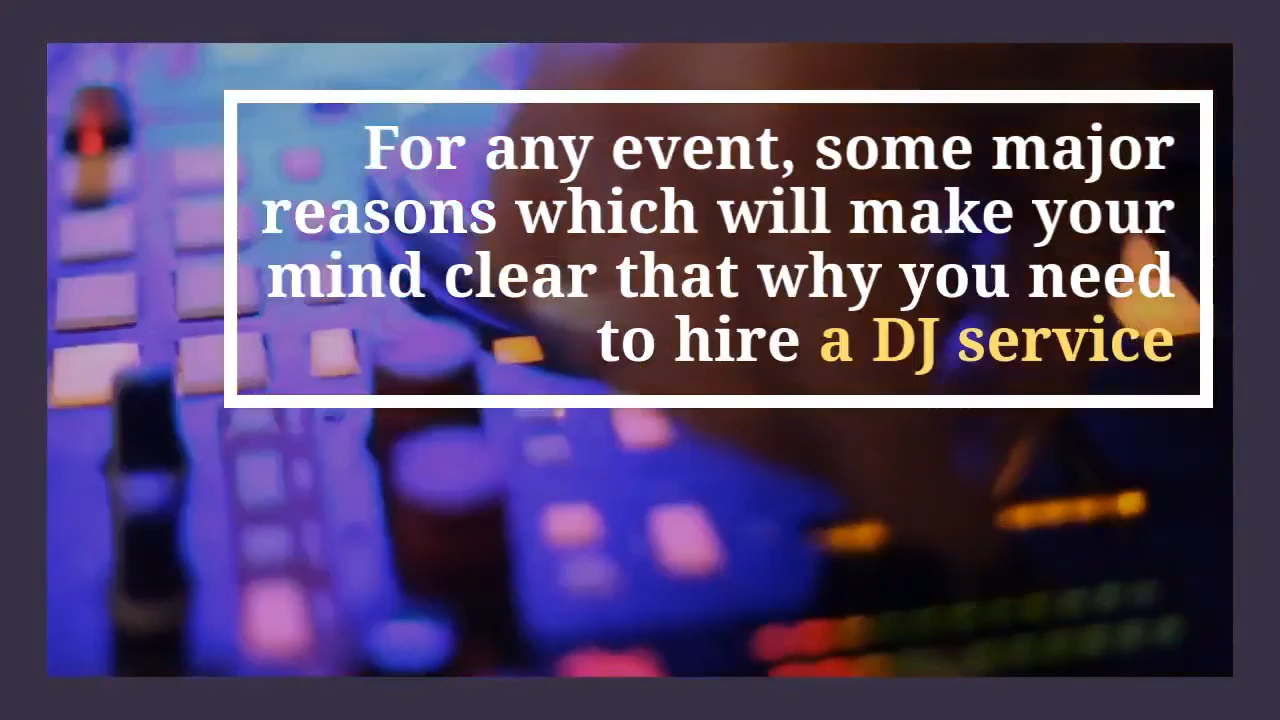 For any event, some major
reasons which will make your
mind clear that why you need
to hire a DJ service